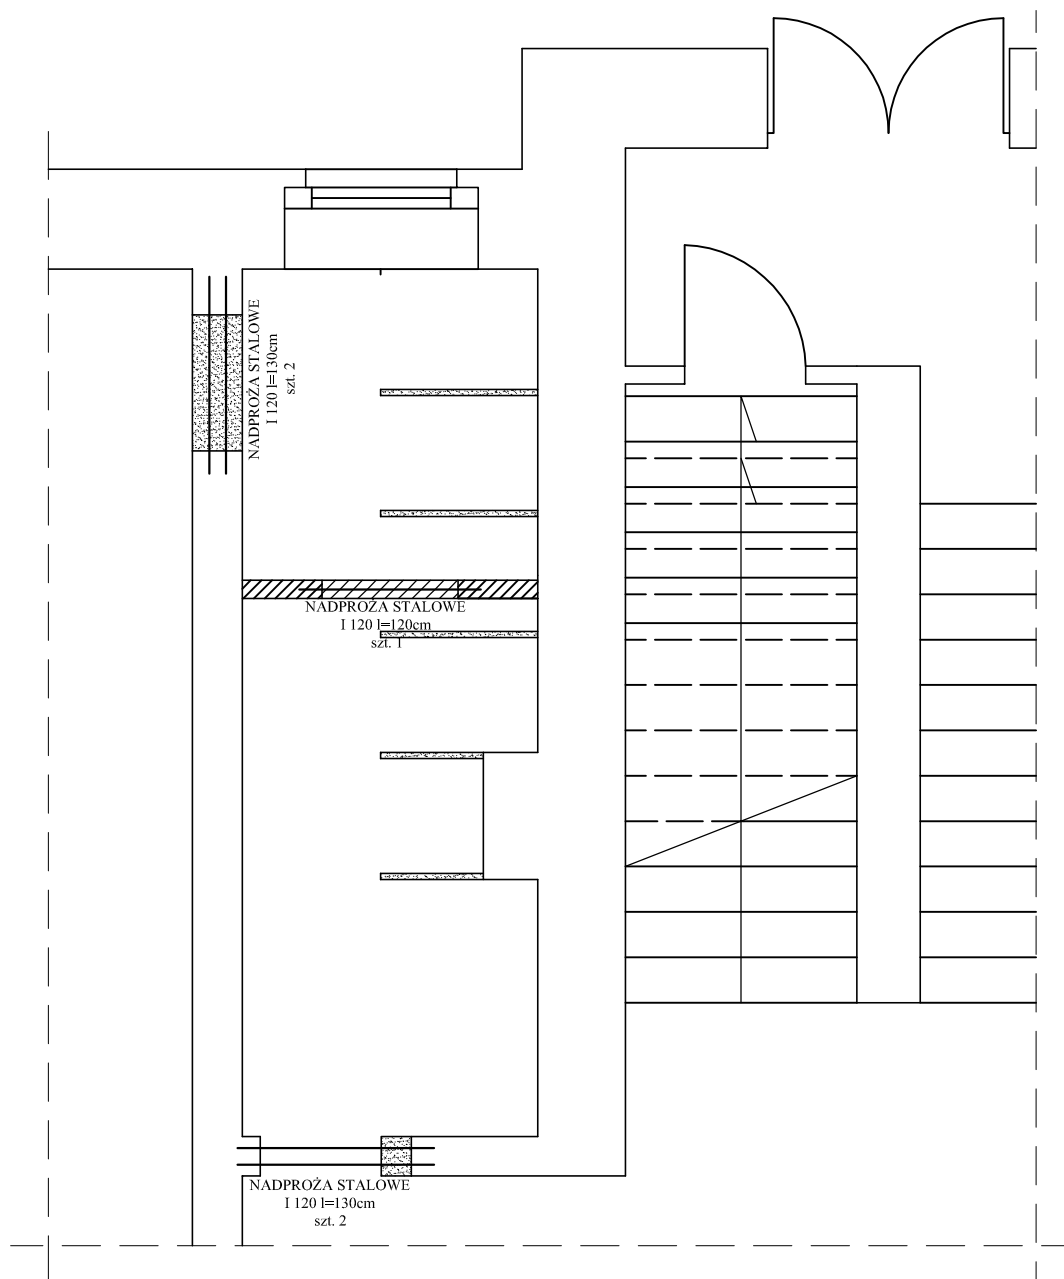 NADPROŻA STALOWE
I 120 l=130cm
szt. 2
NADPROŻA STALOWE
I 120 l=120cm
szt. 1
NADPROŻA STALOWE
I 120 l=130cm
szt. 2